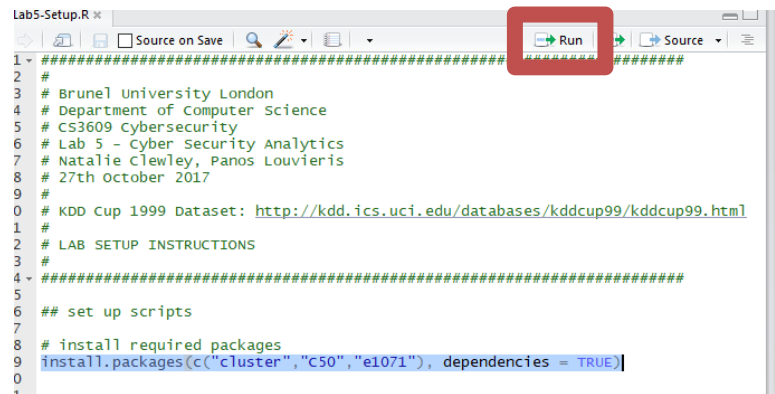 Lab5-Setup.R ×
Source on Save Run Source
1 ####################################################################################
2 #
3 # Brunel University London
4 # Department of Computer Science
5 # CS3609 Cybersecurity
6 # Lab 5 - Cyber Security Analytics
7 # Natalie Clewley, Panos Louvieris
8 # 27th October 2017
9 #
0 # KDD Cup 1999 Dataset: http://kdd.ics.uci.edu/databases/kddcup99/kddcup99.html
1 #
2 # LAB SETUP INSTRUCTIONS
3 #
4 ####################################################################################
5
6 ## set up scripts
7
8 # install required packages
9 install.packages(c("cluster","C50","e1071"), dependencies = TRUE)
0